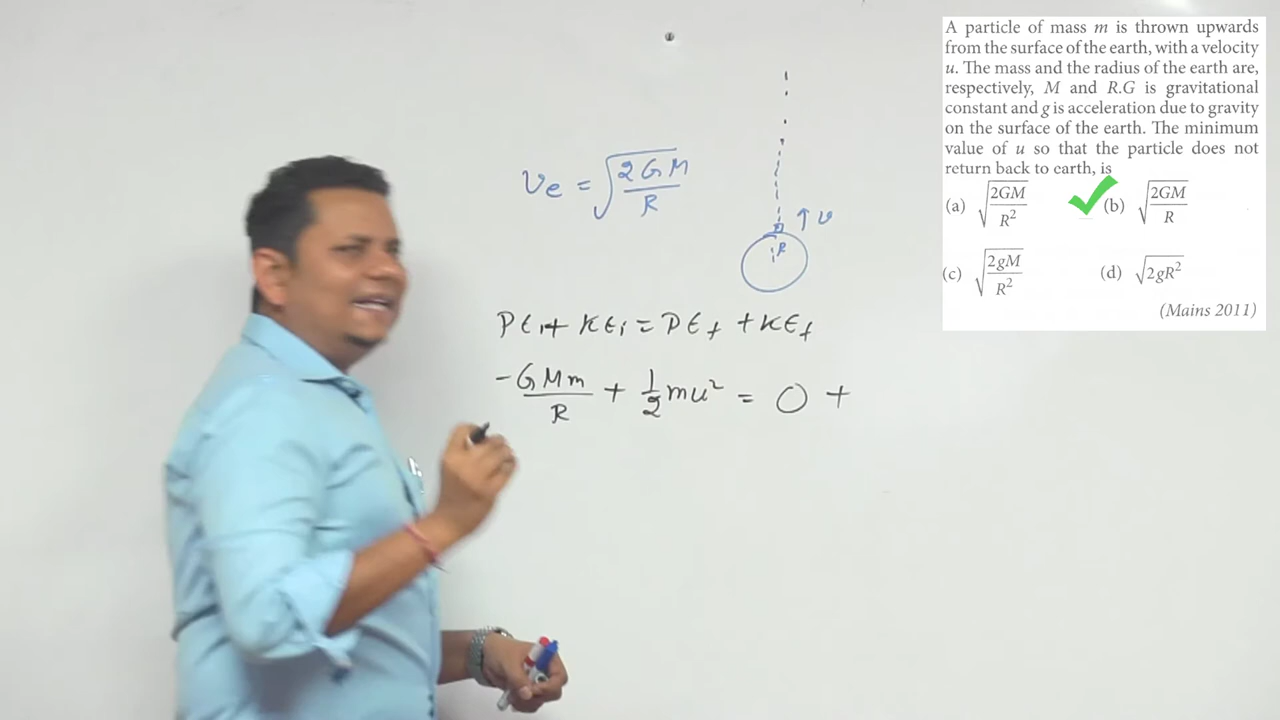 A particle of mass m is thrown upwards
from the surface of the earth, with a velocity
u. The mass and the radius of the earth are,
respectively, M and R.G is gravitational
constant and g is acceleration due to gravity
on the surface of the earth. The minimum
value of u so that the particle does not
return back to earth, is
(a) √(2GM/R²) (b) √(2GM/R)
(c) √(2gM/R²) (d) √(2gR²)
(Mains 2011)
ve = √(2GM/R)
↑ u
R
PEi + KEi = PEf + KEf
-GMm/R + 1/2 mu² = 0 +